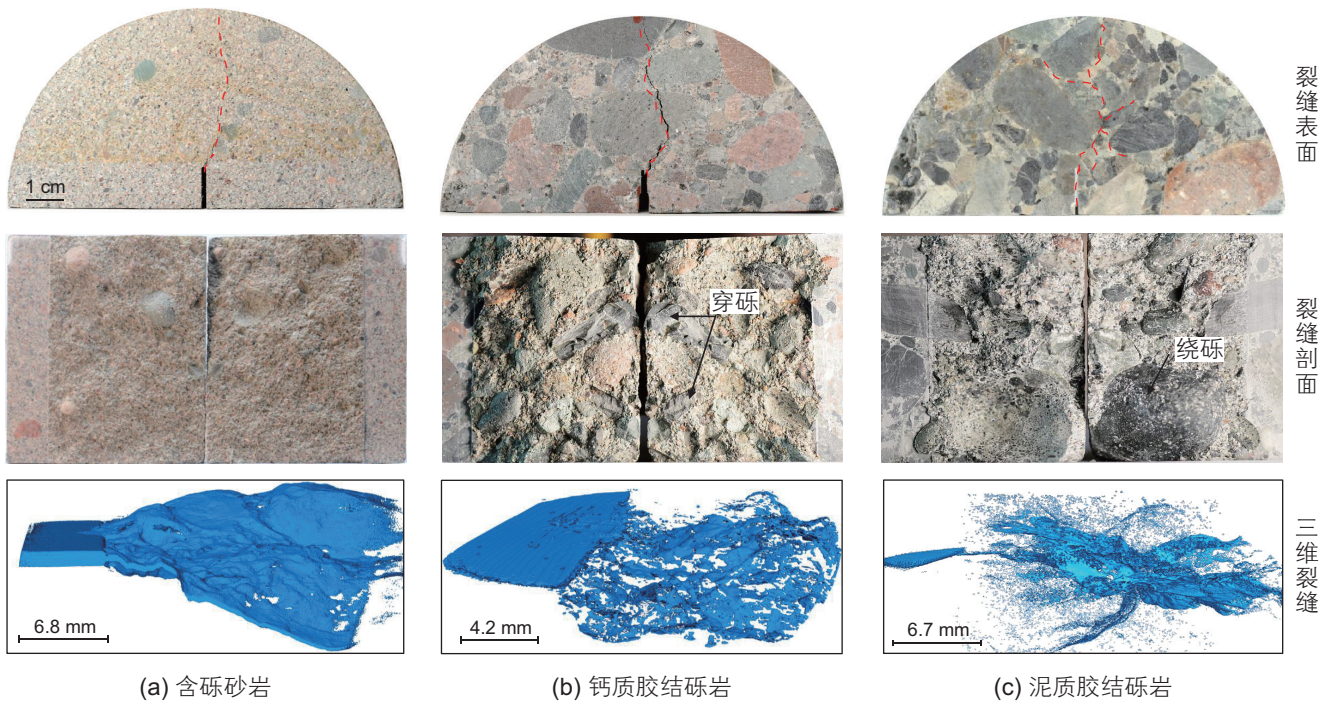 1 cm
裂缝表面
穿砾
绕砾
裂缝剖面
6.8 mm
4.2 mm
6.7 mm
三维裂缝
(a) 含砾砂岩
(b) 钙质胶结砾岩
(c) 泥质胶结砾岩